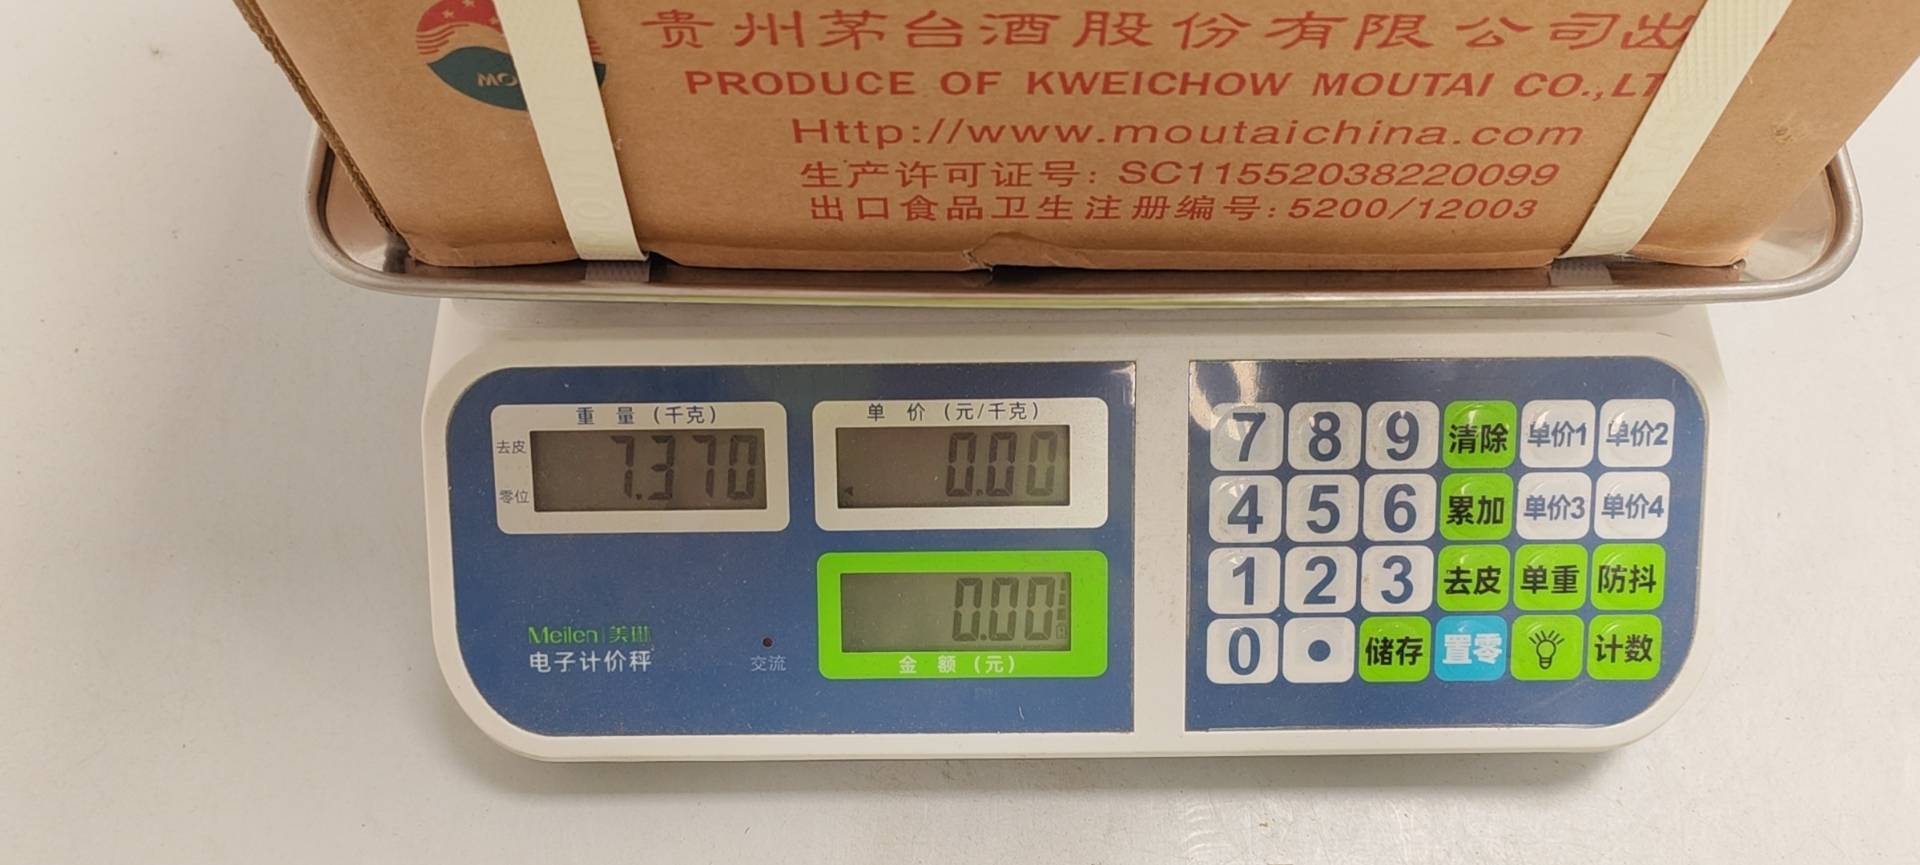 贵州茅台酒股份有限公司出
PRODUCE OF KWEICHOW MOUTAI CO.,LT
Http://www.moutaichina.com
生产许可证号：SC11552038220099
出口食品卫生注册编号：5200/12003
MO
重 量 (千克)
去皮
零位
7.370
单 价 (元/千克)
0.00
0.00
金 额 (元)
Meilen 美琳
电子计价秤
交流
7 8 9 清除 单价1 单价2
4 5 6 累加 单价3 单价4
1 2 3 去皮 单重 防抖
0 • 储存 置零 计数